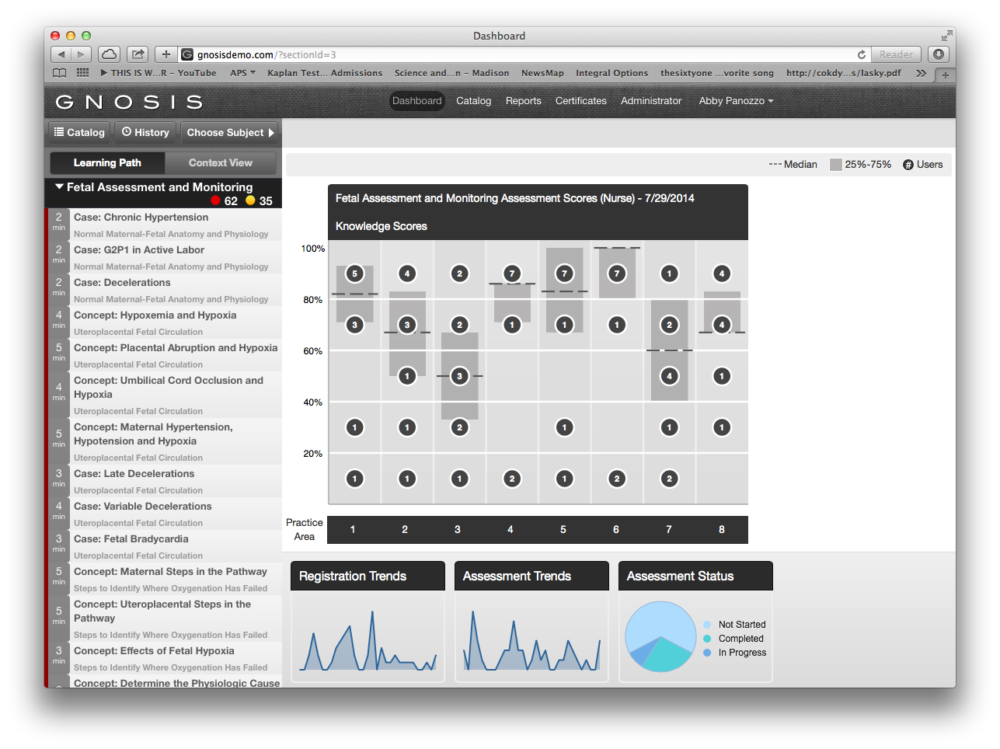 Dashboard
gnosisdemo.com/?sectionId=3
Reader
THIS IS W...R – YouTube
APS
Kaplan Test... Admissions
Science and...n – Madison
NewsMap
Integral Options
thesixtyone ...vorite song
http://cokdy...s/lasky.pdf
GNOSIS
Dashboard
Catalog
Reports
Certificates
Administrator
Abby Panozzo
Catalog
History
Choose Subject
Learning Path
Context View
Fetal Assessment and Monitoring
62
35
2 min
Case: Chronic Hypertension
Normal Maternal-Fetal Anatomy and Physiology
2 min
Case: G2P1 in Active Labor
Normal Maternal-Fetal Anatomy and Physiology
2 min
Case: Decelerations
Normal Maternal-Fetal Anatomy and Physiology
4 min
Concept: Hypoxemia and Hypoxia
Uteroplacental Fetal Circulation
5 min
Concept: Placental Abruption and Hypoxia
Uteroplacental Fetal Circulation
4 min
Concept: Umbilical Cord Occlusion and
Hypoxia
Uteroplacental Fetal Circulation
5 min
Concept: Maternal Hypertension,
Hypotension and Hypoxia
Uteroplacental Fetal Circulation
3 min
Case: Late Decelerations
Uteroplacental Fetal Circulation
4 min
Case: Variable Decelerations
Uteroplacental Fetal Circulation
3 min
Case: Fetal Bradycardia
Uteroplacental Fetal Circulation
5 min
Concept: Maternal Steps in the Pathway
Steps to Identify Where Oxygenation Has Failed
5 min
Concept: Uteroplacental Steps in the
Pathway
Steps to Identify Where Oxygenation Has Failed
3 min
Concept: Effects of Fetal Hypoxia
Steps to Identify Where Oxygenation Has Failed
Concept: Determine the Physiologic Cause
Median
25%-75%
# Users
Fetal Assessment and Monitoring Assessment Scores (Nurse) - 7/29/2014
Knowledge Scores
100%
5 4 2 7 7 7 1 4
80%
3 3 2 1 1 1 2 4
60%
1 3 4 1
40%
1 1 2 1 1 1
20%
1 1 1 2 1 2 2
Practice
Area
1 2 3 4 5 6 7 8
Registration Trends
Assessment Trends
Assessment Status
Not Started
Completed
In Progress